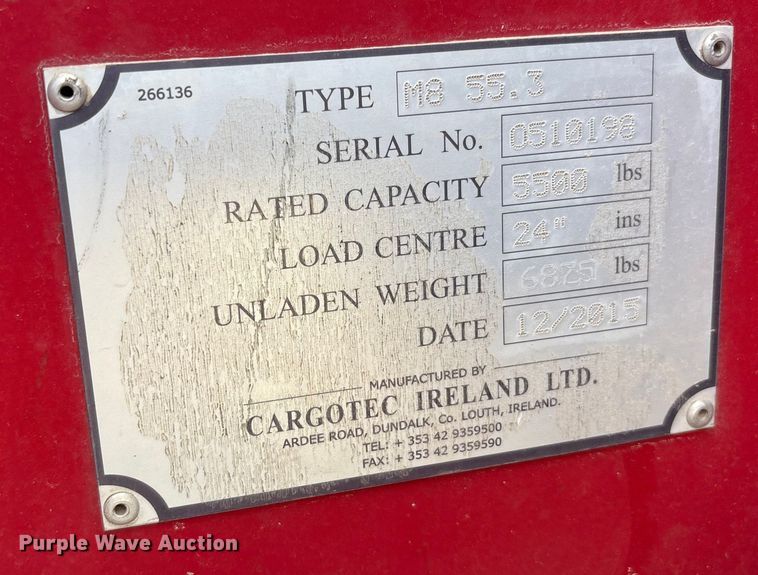 266136
TYPE M8 55.3
SERIAL No. 0510198
RATED CAPACITY 5500 lbs
LOAD CENTRE 24" ins
UNLADEN WEIGHT lbs
DATE 12/2015
MANUFACTURED BY
CARGOTEC IRELAND LTD.
ARDEE ROAD, DUNDALK, Co. LOUTH, IRELAND.
TEL: + 353 42 9359500
FAX: + 353 42 9359590
Purple Wave Auction